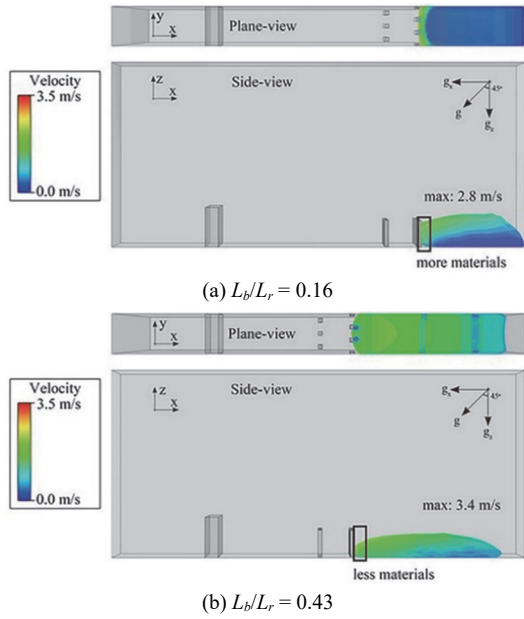 y
x
Plane-view
Velocity
3.5 m/s
0.0 m/s
z
x
Side-view
gx
45°
g
gz
max: 2.8 m/s
more materials
(a) Lb/Lr = 0.16
y
x
Plane-view
Velocity
3.5 m/s
0.0 m/s
z
x
Side-view
gx
45°
g
gz
max: 3.4 m/s
less materials
(b) Lb/Lr = 0.43